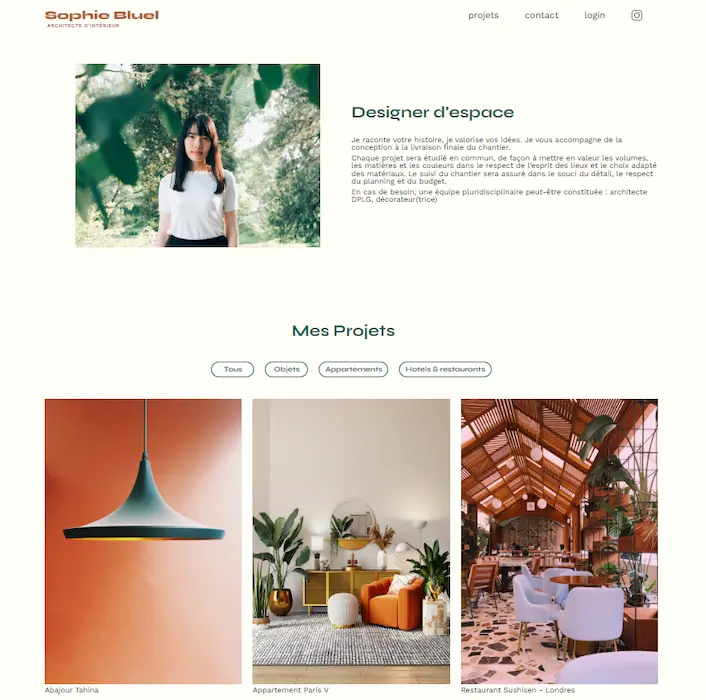 Sophie Bluel
ARCHITECTE D'INTÉRIEUR
projets
contact
login
Designer d'espace
Je raconte votre histoire, je valorise vos idées. Je vous accompagne de la
conception à la livraison finale du chantier.
Chaque projet sera étudié en commun, de façon à mettre en valeur les volumes,
les matières et les couleurs dans le respect de l'esprit des lieux et le choix adapté
des matériaux. Le suivi du chantier sera assuré dans le souci du détail, le respect
du planning et du budget.
En cas de besoin, une équipe pluridisciplinaire peut-être constituée : architecte
DPLG, décorateur(trice)
Mes Projets
Tous
Objets
Appartements
Hotels & restaurants
Abajour Tahina
Appartement Paris V
Restaurant Sushisen - Londres